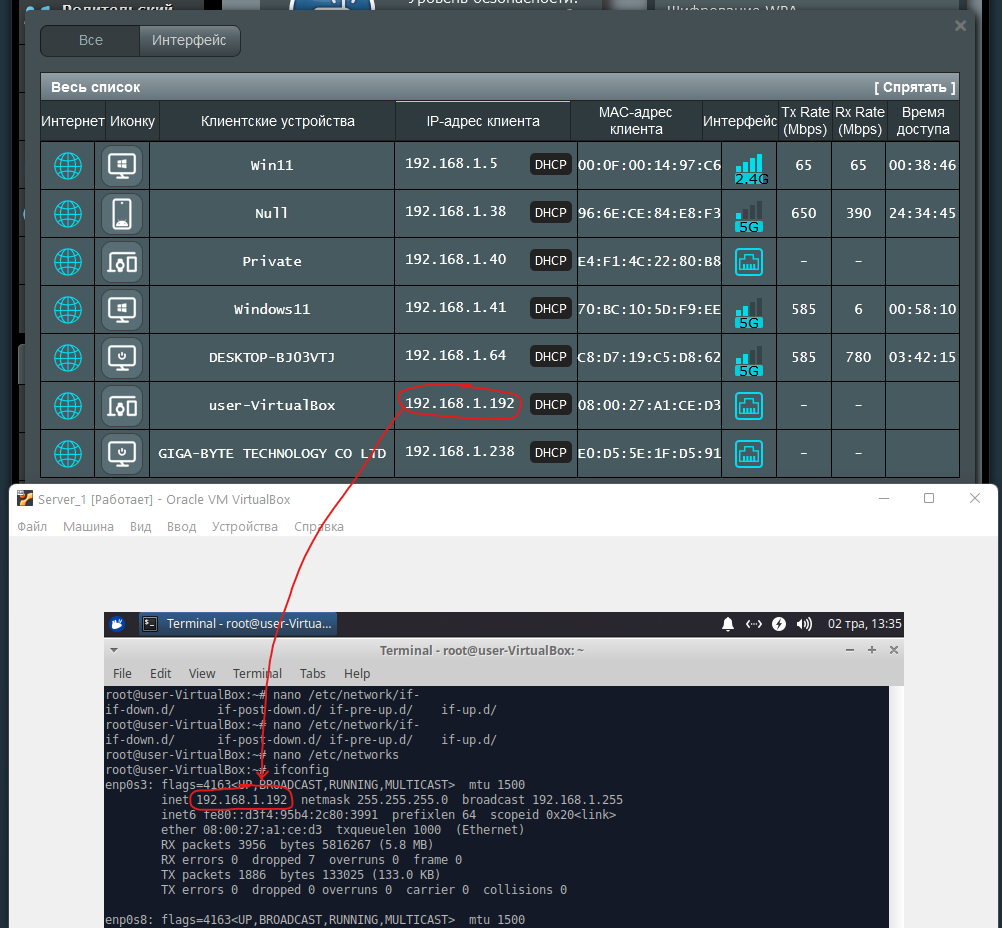 Родительский
Уровень безопасности:
Шифрование WPA
Все Интерфейс
Весь список [ Спрятать ]
Интернет Иконку Клиентские устройства IP-адрес клиента MAC-адрес клиента Интерфейс Tx Rate (Mbps) Rx Rate (Mbps) Время доступа
Win11 192.168.1.5 DHCP 00:0F:00:14:97:C6 2.4G 65 65 00:38:46
Null 192.168.1.38 DHCP 96:6E:CE:84:E8:F3 5G 650 390 24:34:45
Private 192.168.1.40 DHCP E4:F1:4C:22:80:B8 - -
Windows11 192.168.1.41 DHCP 70:BC:10:5D:F9:EE 5G 585 6 00:58:10
DESKTOP-BJO3VTJ 192.168.1.64 DHCP C8:D7:19:C5:D8:62 5G 585 780 03:42:15
user-VirtualBox 192.168.1.192 DHCP 08:00:27:A1:CE:D3 - -
GIGA-BYTE TECHNOLOGY CO LTD 192.168.1.238 DHCP E0:D5:5E:1F:D5:91 - -
Server_1 [Работает] - Oracle VM VirtualBox
Файл Машина Вид Ввод Устройства Справка
Terminal - root@user-Virtua... 02 тра, 13:35
Terminal - root@user-VirtualBox: ~
File Edit View Terminal Tabs Help
root@user-VirtualBox:~# nano /etc/network/if-
if-down.d/ if-post-down.d/ if-pre-up.d/ if-up.d/
root@user-VirtualBox:~# nano /etc/network/if-
if-down.d/ if-post-down.d/ if-pre-up.d/ if-up.d/
root@user-VirtualBox:~# nano /etc/networks
root@user-VirtualBox:~# ifconfig
enp0s3: flags=4163<UP,BROADCAST,RUNNING,MULTICAST> mtu 1500
inet 192.168.1.192 netmask 255.255.255.0 broadcast 192.168.1.255
inet6 fe80::d3f4:95b4:2c80:3991 prefixlen 64 scopeid 0x20<link>
ether 08:00:27:a1:ce:d3 txqueuelen 1000 (Ethernet)
RX packets 3956 bytes 5816267 (5.8 MB)
RX errors 0 dropped 7 overruns 0 frame 0
TX packets 1886 bytes 133025 (133.0 KB)
TX errors 0 dropped 0 overruns 0 carrier 0 collisions 0
enp0s8: flags=4163<UP,BROADCAST,RUNNING,MULTICAST> mtu 1500